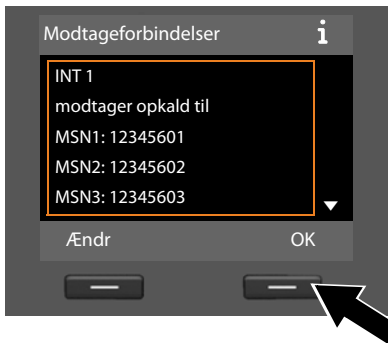 Modtageforbindelser i
INT 1
modtager opkald til
MSN1: 12345601
MSN2: 12345602
MSN3: 12345603
Ændr OK